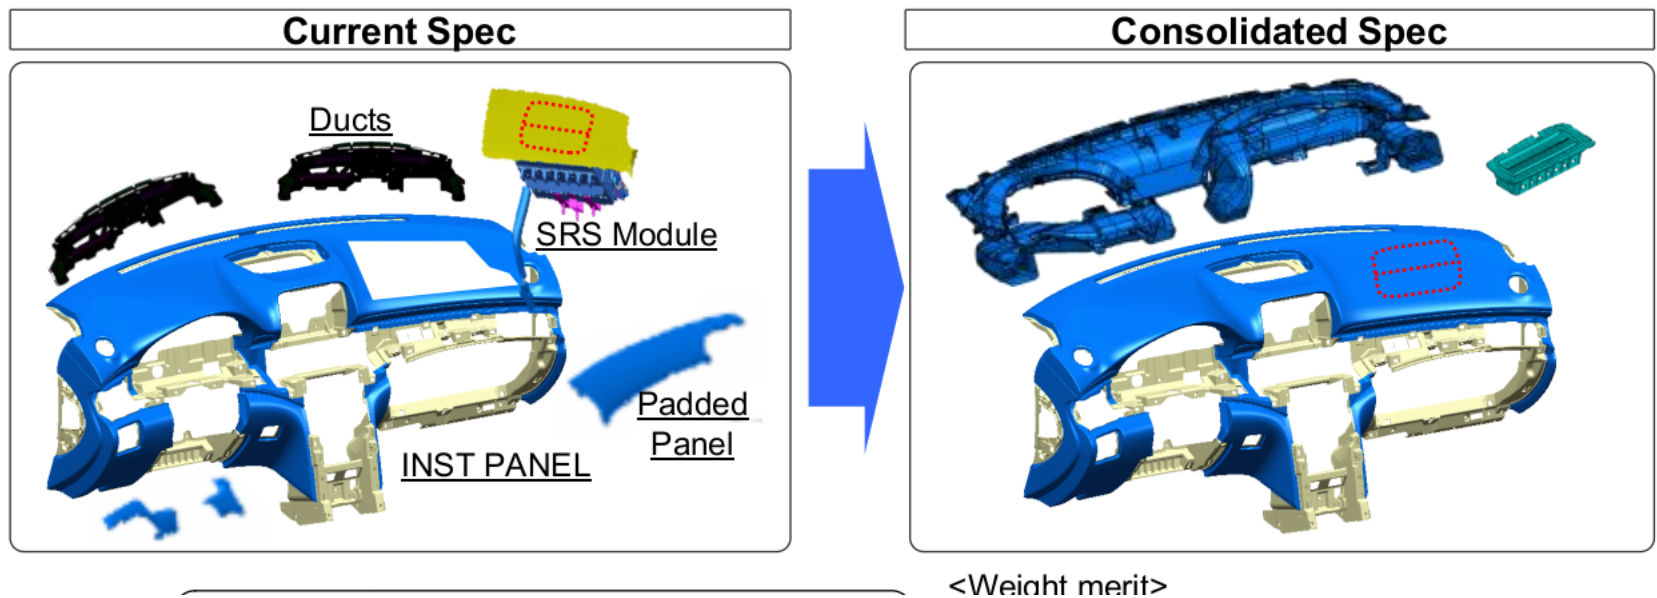 Current Spec
Consolidated Spec
Ducts
SRS Module
Padded
Panel
INST PANEL
<Weight merit>